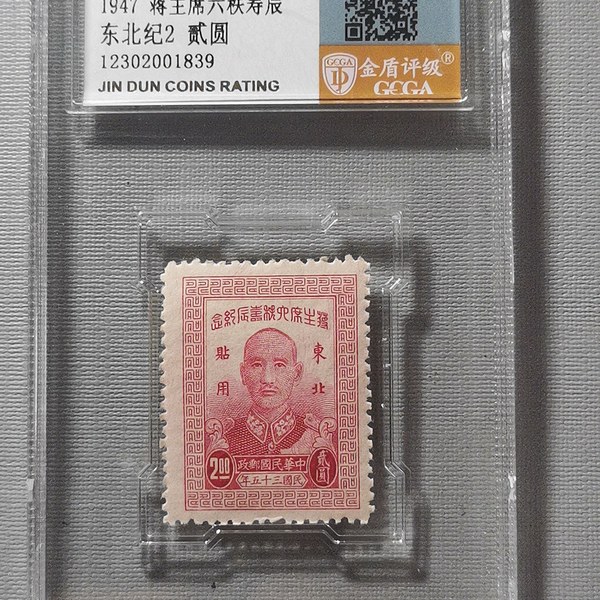 1947 蒋主席六秩寿辰
东北纪2 贰圆
12302001839
JIN DUN COINS RATING
GCGA
金盾评级®
GCGA
蔣主席六秩壽辰紀念
東北
貼用
2.00
中華民國郵政
民國三十五年
貳圓